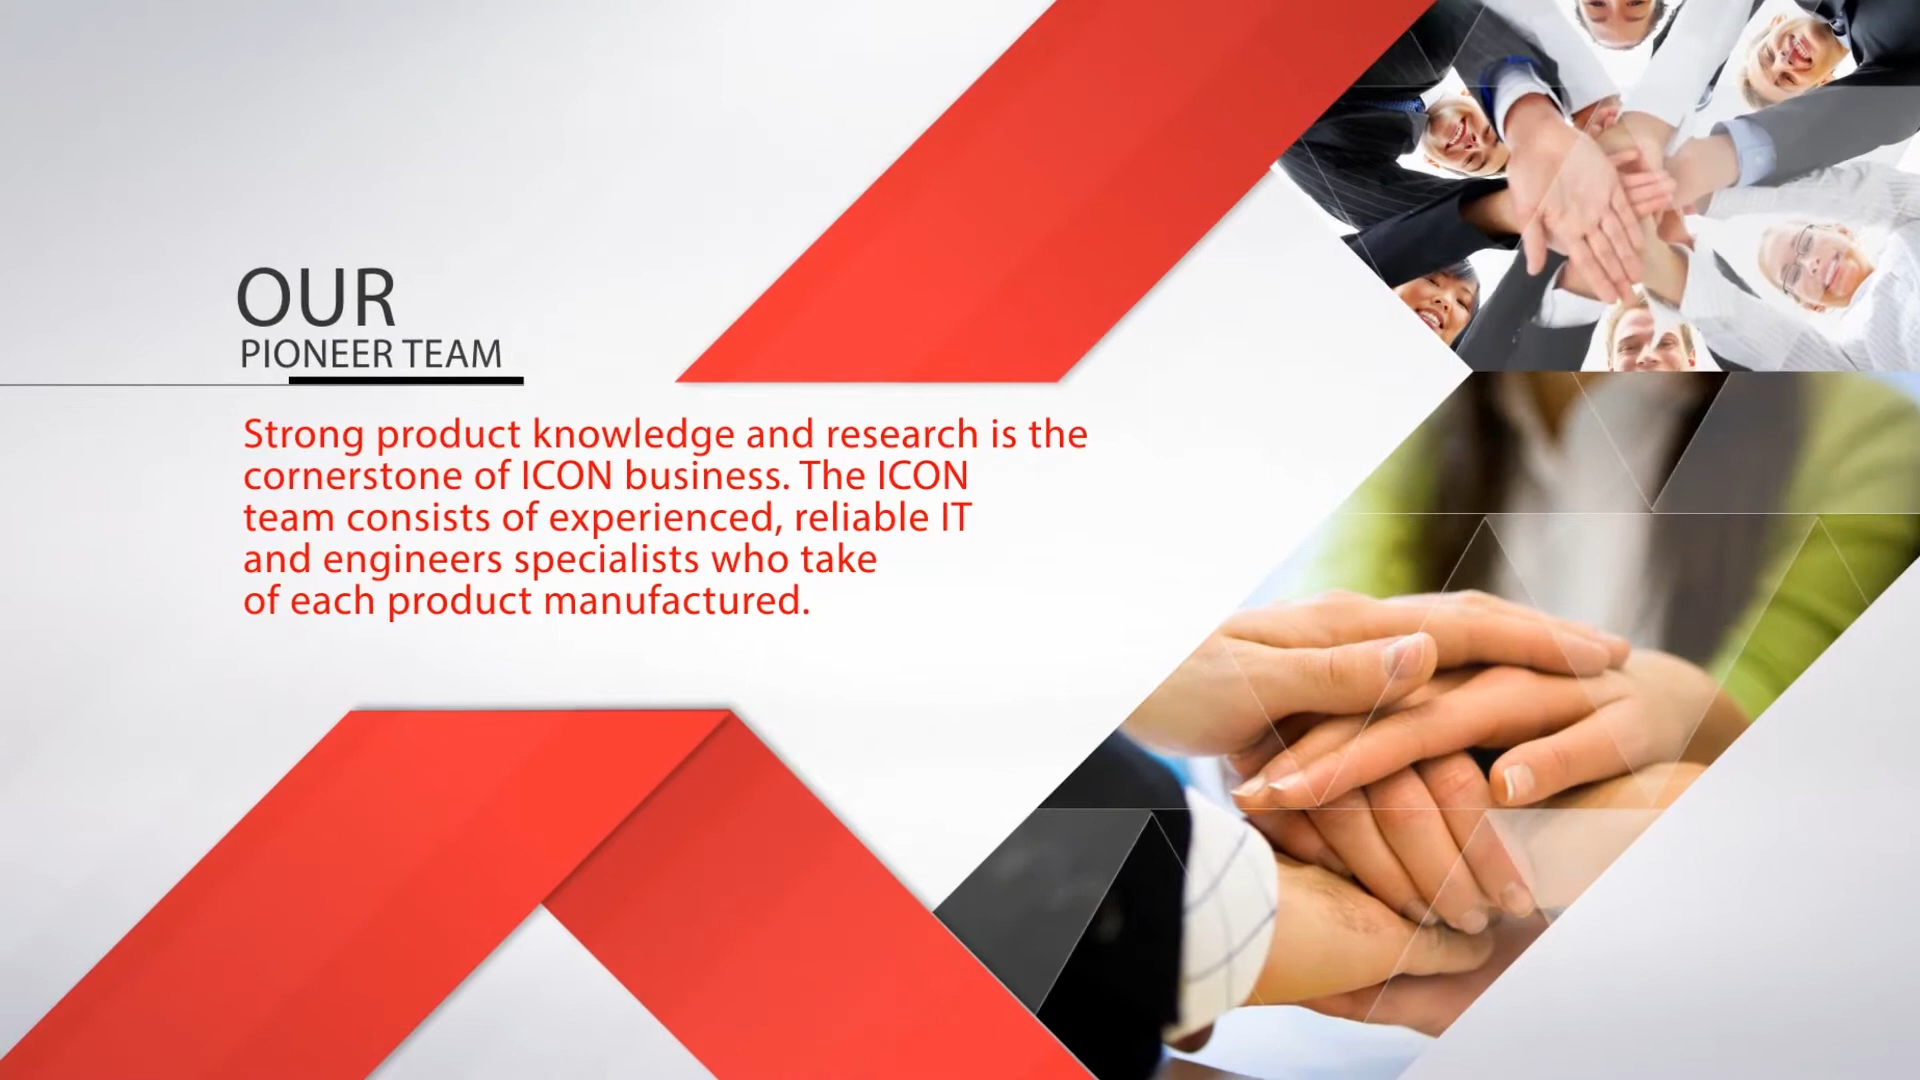 OUR
PIONEER TEAM
Strong product knowledge and research is the
cornerstone of ICON business. The ICON
team consists of experienced, reliable IT
and engineers specialists who take
of each product manufactured.